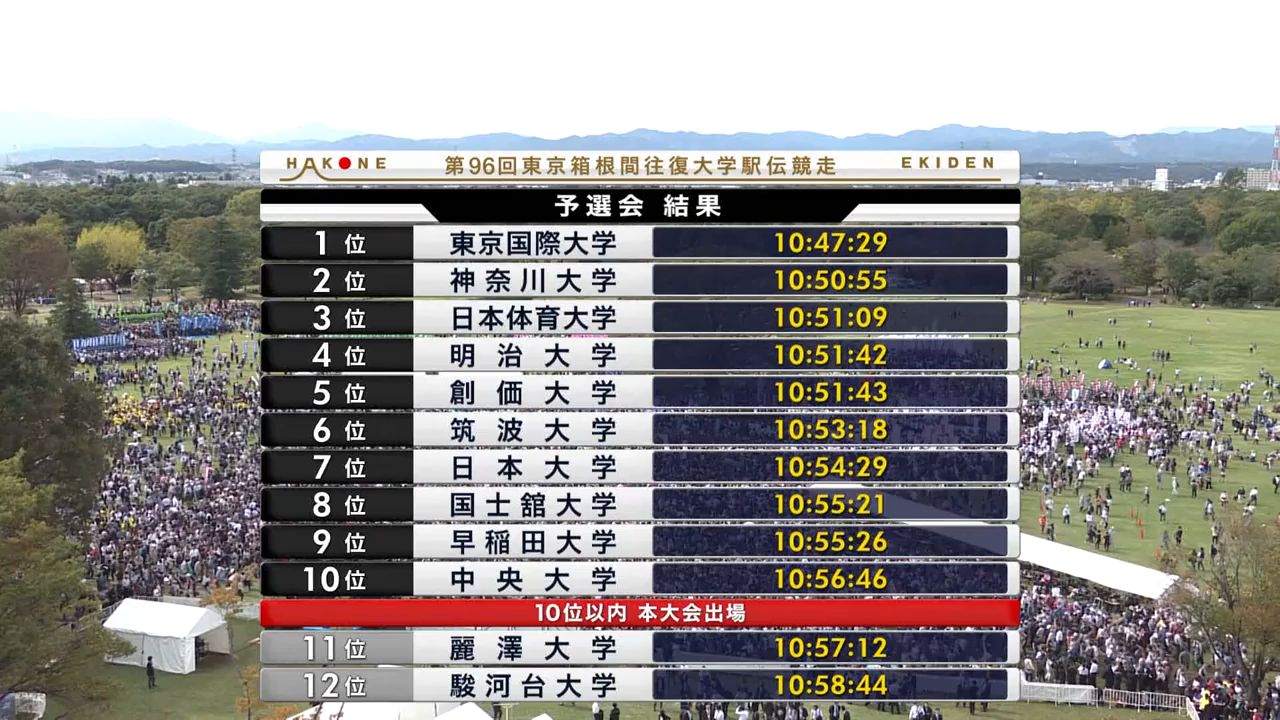 HAKONE 第96回東京箱根間往復大学駅伝競走 EKIDEN
予選会 結果
1位 東京国際大学 10:47:29
2位 神奈川大学 10:50:55
3位 日本体育大学 10:51:09
4位 明治大学 10:51:42
5位 創価大学 10:51:43
6位 筑波大学 10:53:18
7位 日本大学 10:54:29
8位 国士舘大学 10:55:21
9位 早稲田大学 10:55:26
10位 中央大学 10:56:46
10位以内 本大会出場
11位 麗澤大学 10:57:12
12位 駿河台大学 10:58:44